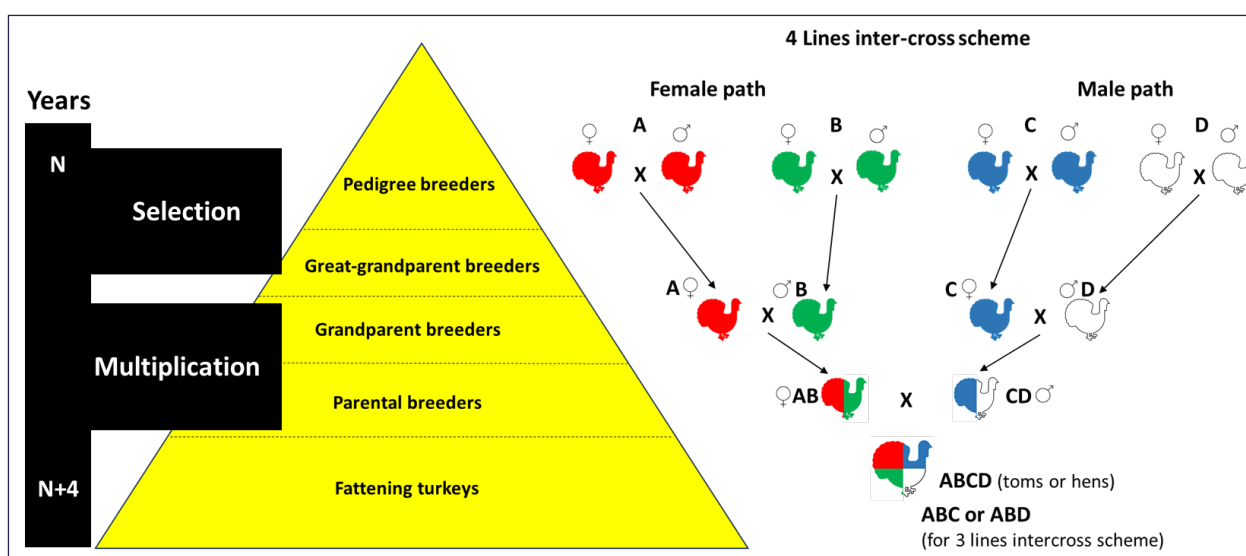 4 Lines inter-cross scheme
Years
Female path
Male path
♀ A ♂
♀ B ♂
♀ C ♂
♀ D ♂
N
X
X
X
X
Pedigree breeders
Selection
Great-grandparent breeders
A ♀
♂ B
C ♀
♂ D
X
X
Grandparent breeders
Multiplication
Parental breeders
♀ AB
X
CD ♂
N+4
Fattening turkeys
ABCD (toms or hens)
ABC or ABD
(for 3 lines intercross scheme)